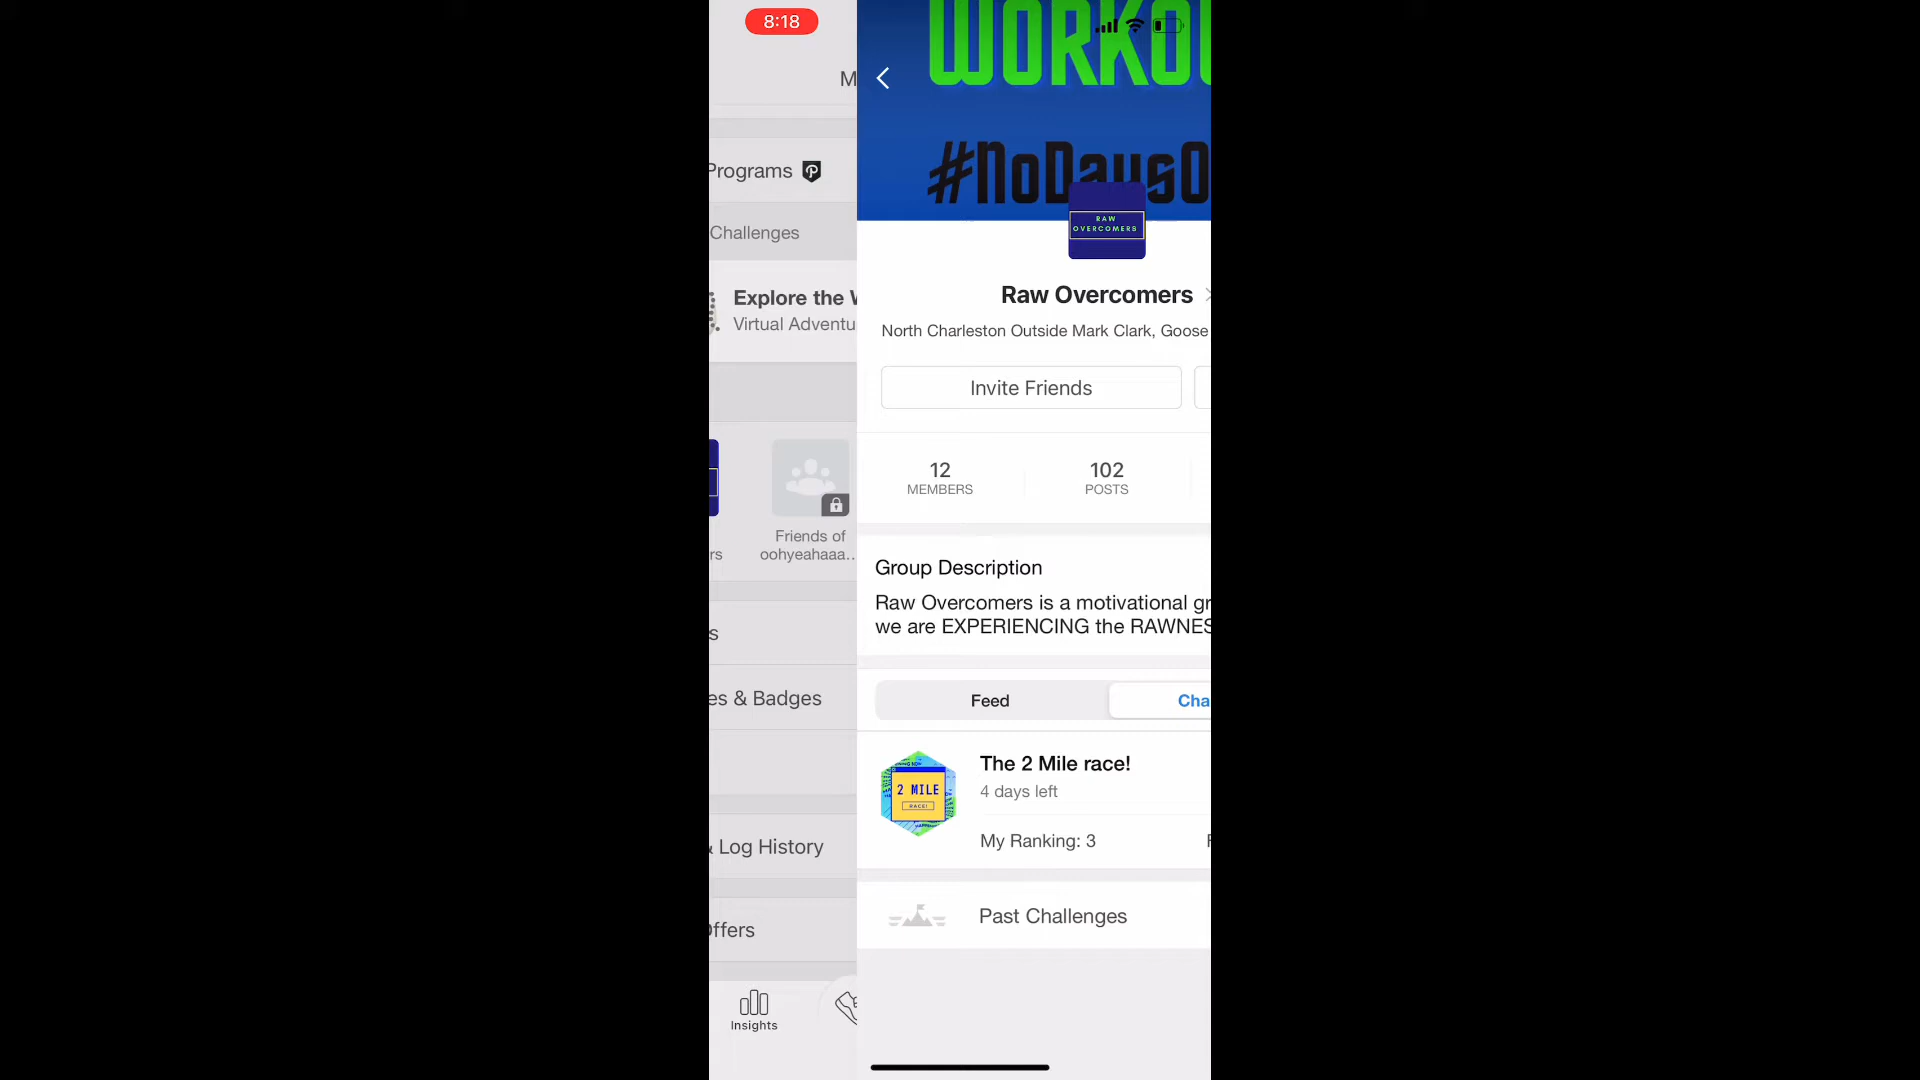 8:18
M
Programs
Challenges
Explore the
Virtual Adventu
rs
Friends of
oohyeahaaa..
s
es & Badges
& Log History
Offers
Insights
WORKOU
#NoDaysO
RAW
OVERCOMERS
Raw Overcomers
North Charleston Outside Mark Clark, Goose
Invite Friends
12
MEMBERS
102
POSTS
Group Description
Raw Overcomers is a motivational gr
we are EXPERIENCING the RAWNES
Feed
Cha
2 MILE
RACE!
The 2 Mile race!
4 days left
My Ranking: 3
Past Challenges